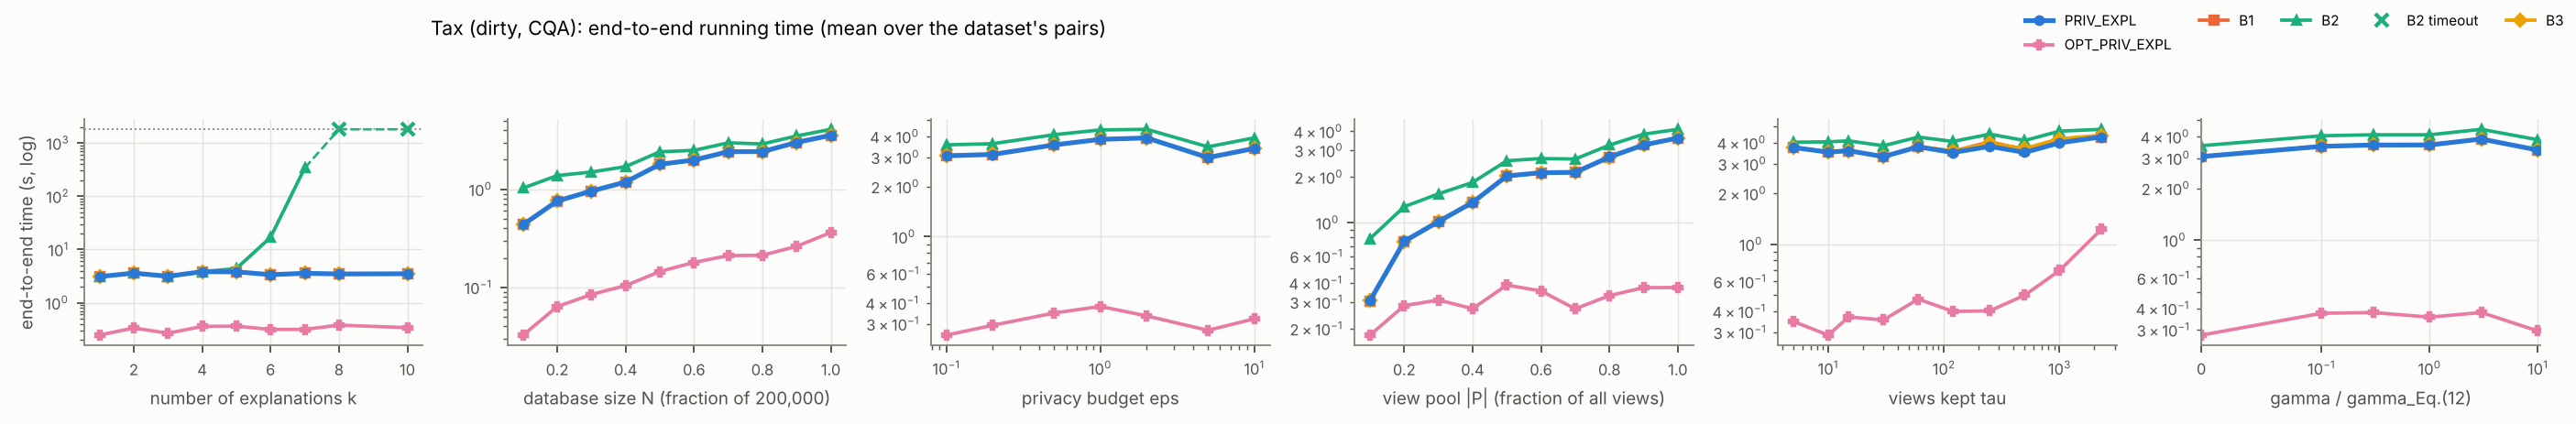 Tax (dirty, CQA): end-to-end running time (mean over the dataset's pairs)
PRIV_EXPL
B1
B2
B2 timeout
B3
OPT_PRIV_EXPL
end-to-end time (s, log)
10³
10²
10¹
10⁰
2 4 6 8 10
number of explanations k
10⁰
10⁻¹
0.2 0.4 0.6 0.8 1.0
database size N (fraction of 200,000)
4 × 10⁰
3 × 10⁰
2 × 10⁰
10⁰
6 × 10⁻¹
4 × 10⁻¹
3 × 10⁻¹
10⁻¹ 10⁰ 10¹
privacy budget eps
4 × 10⁰
3 × 10⁰
2 × 10⁰
10⁰
6 × 10⁻¹
4 × 10⁻¹
3 × 10⁻¹
2 × 10⁻¹
0.2 0.4 0.6 0.8 1.0
view pool |P| (fraction of all views)
4 × 10⁰
3 × 10⁰
2 × 10⁰
10⁰
6 × 10⁻¹
4 × 10⁻¹
3 × 10⁻¹
10¹ 10² 10³
views kept tau
4 × 10⁰
3 × 10⁰
2 × 10⁰
10⁰
6 × 10⁻¹
4 × 10⁻¹
3 × 10⁻¹
0 10⁻¹ 10⁰ 10¹
gamma / gamma_Eq.(12)